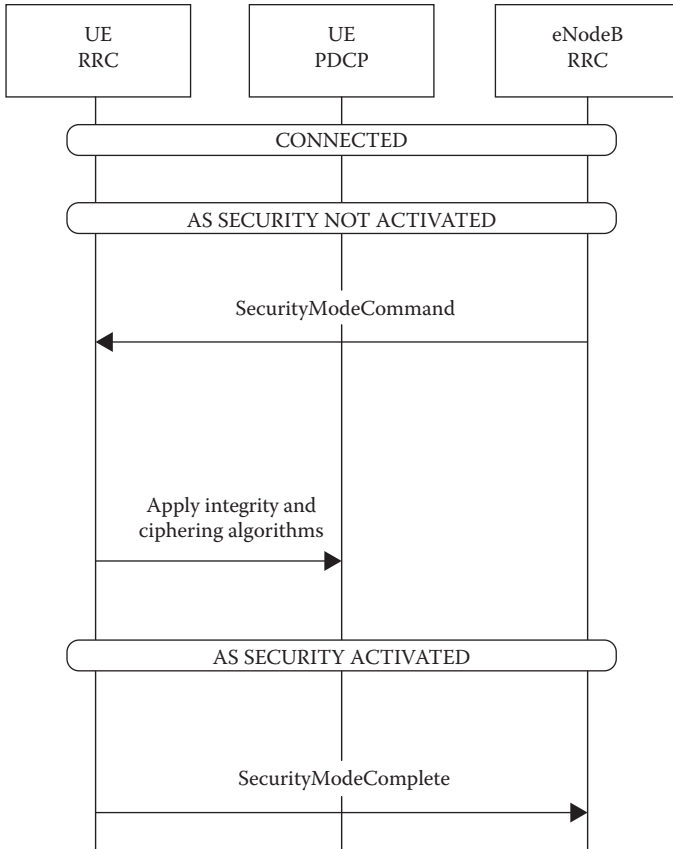 UE
RRC
UE
PDCP
eNodeB
RRC
CONNECTED
AS SECURITY NOT ACTIVATED
SecurityModeCommand
Apply integrity and
ciphering algorithms
AS SECURITY ACTIVATED
SecurityModeComplete